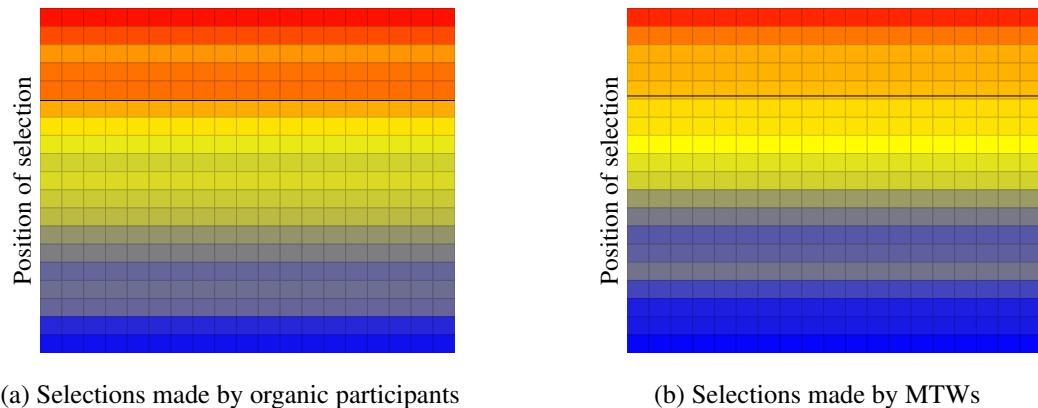 Position of selection
Position of selection
(a) Selections made by organic participants
(b) Selections made by MTWs